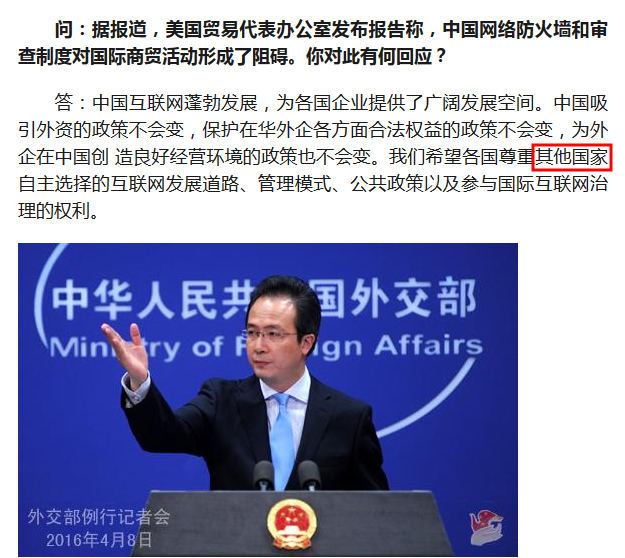 问：据报道，美国贸易代表办公室发布报告称，中国网络防火墙和审
查制度对国际商贸活动形成了阻碍。你对此有何回应？
答：中国互联网蓬勃发展，为各国企业提供了广阔发展空间。中国吸
引外资的政策不会变，保护在华外企各方面合法权益的政策不会变，为外
企在中国创 造良好经营环境的政策也不会变。我们希望各国尊重其他国家
自主选择的互联网发展道路、管理模式、公共政策以及参与国际互联网治
理的权利。
中华人民共 国外交部
Ministry of Foreign Affairs
外交部例行记者会
2016年4月8日